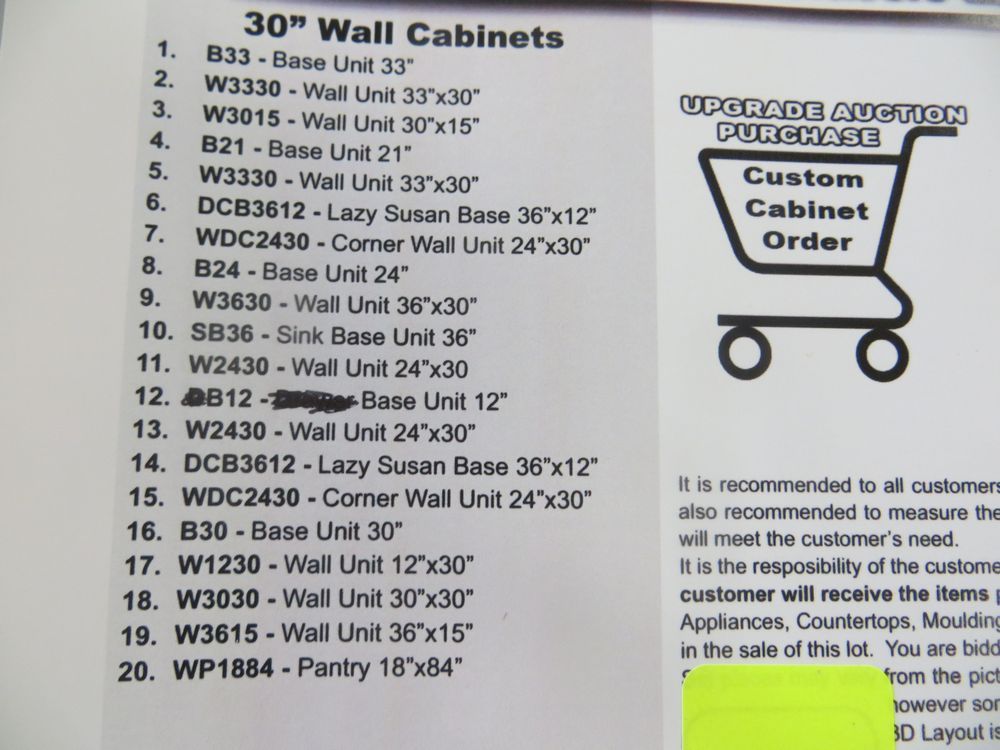 30” Wall Cabinets
1. B33 - Base Unit 33”
2. W3330 - Wall Unit 33”x30”
3. W3015 - Wall Unit 30”x15”
4. B21 - Base Unit 21”
5. W3330 - Wall Unit 33”x30”
6. DCB3612 - Lazy Susan Base 36”x12”
7. WDC2430 - Corner Wall Unit 24”x30”
8. B24 - Base Unit 24”
9. W3630 - Wall Unit 36”x30”
10. SB36 - Sink Base Unit 36”
11. W2430 - Wall Unit 24”x30
12. B12 - Base Unit 12”
13. W2430 - Wall Unit 24”x30”
14. DCB3612 - Lazy Susan Base 36”x12”
15. WDC2430 - Corner Wall Unit 24”x30”
16. B30 - Base Unit 30”
17. W1230 - Wall Unit 12”x30”
18. W3030 - Wall Unit 30”x30”
19. W3615 - Wall Unit 36”x15”
20. WP1884 - Pantry 18”x84”
UPGRADE AUCTION
PURCHASE
Custom
Cabinet
Order
It is recommended to all customers
also recommended to measure the
will meet the customer’s need.
It is the resposibility of the custome
customer will receive the items
Appliances, Countertops, Moulding
in the sale of this lot. You are bidd
from the pict
however som
3D Layout is